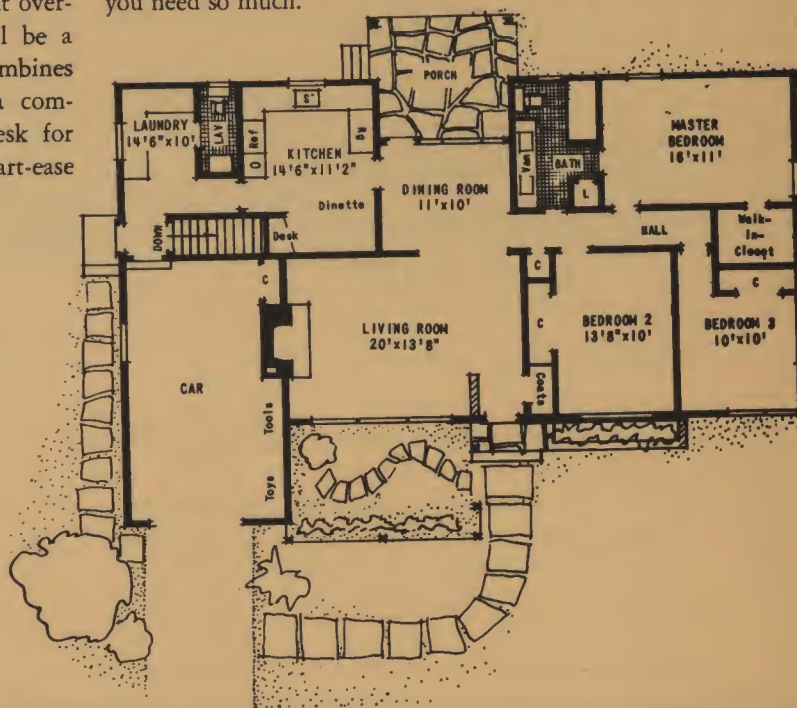 t over-
l be a
mbines
a com-
esk for
art-ease
you need so much.
PORCH
LAUNDRY
14'6"x10'
LAV
S
Ref
O
Rg
KITCHEN
14'6"x11'2"
Dinette
DINING ROOM
11'x10'
Van
BATH
L
MASTER
BEDROOM
16'x11'
HALL
Walk-
in-
Closet
DOWN
Desk
C
C
C
C
LIVING ROOM
20'x13'8"
BEDROOM 2
13'8"x10'
BEDROOM 3
10'x10'
CAR
Tools
Toys
Coats